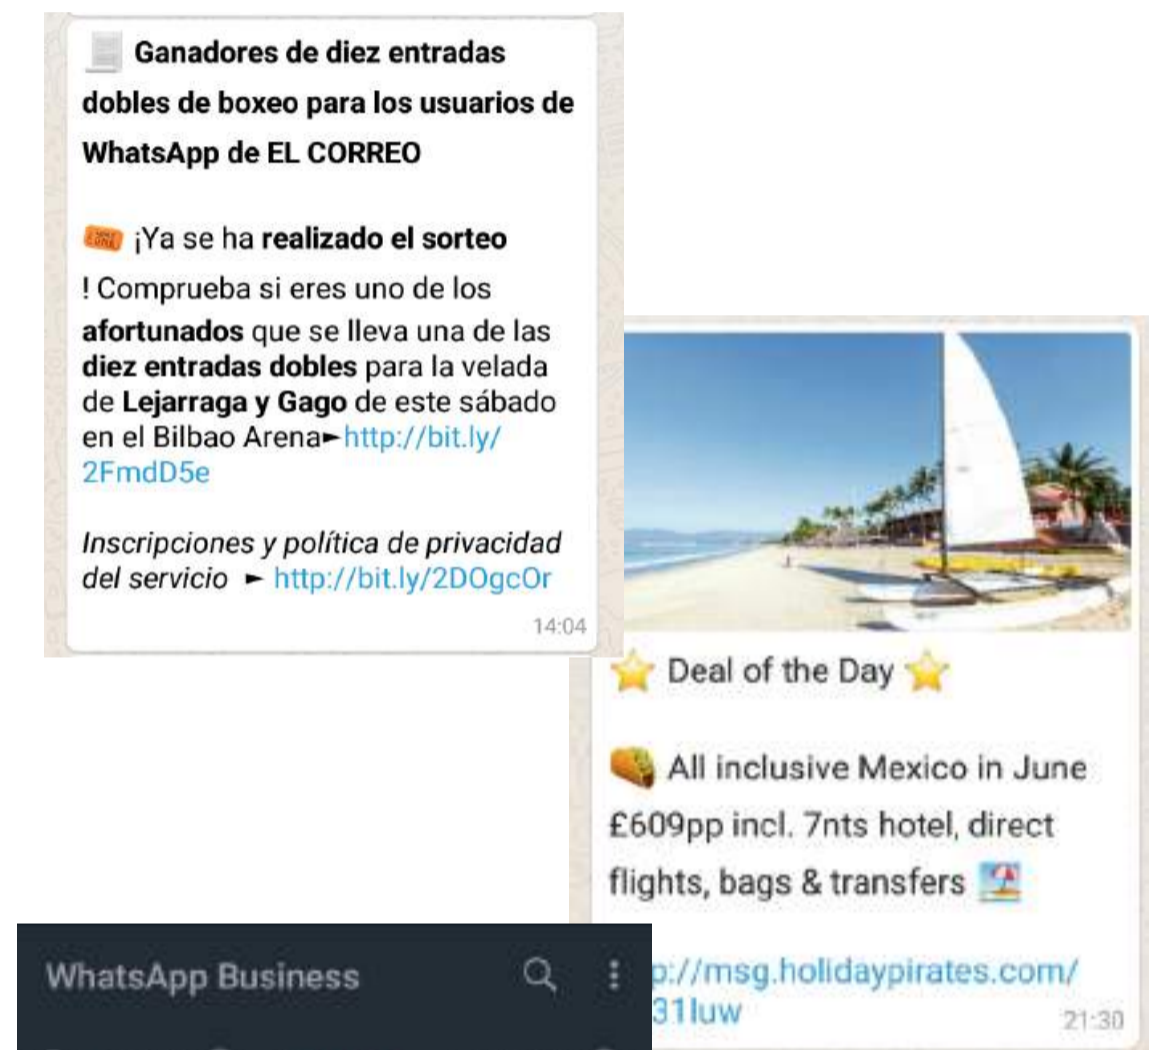 Ganadores de diez entradas
dobles de boxeo para los usuarios de
WhatsApp de EL CORREO
¡Ya se ha realizado el sorteo
! Comprueba si eres uno de los
afortunados que se lleva una de las
diez entradas dobles para la velada
de Lejarraga y Gago de este sábado
en el Bilbao Arena►http://bit.ly/
2FmdD5e
Inscripciones y política de privacidad
del servicio ► http://bit.ly/2DOgcOr
14:04
Deal of the Day
All inclusive Mexico in June
£609pp incl. 7nts hotel, direct
flights, bags & transfers
p://msg.holidaypirates.com/
31luw
21:30
WhatsApp Business